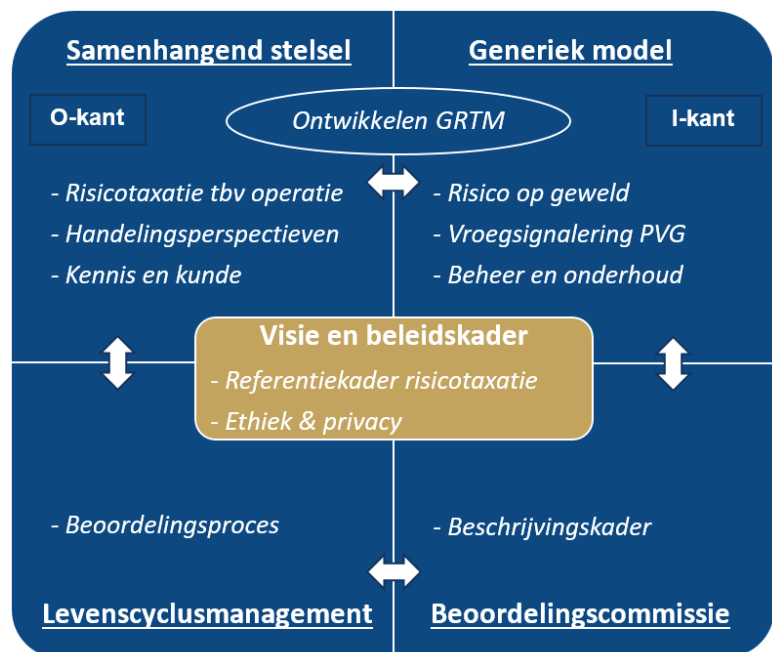 Samenhangend stelsel
Generiek model
O-kant
Ontwikkelen GRTM
I-kant
- Risicotaxatie tbv operatie
- Handelingsperspectieven
- Kennis en kunde
- Risico op geweld
- Vroegsignalering PVG
- Beheer en onderhoud
Visie en beleidskader
- Referentiekader risicotaxatie
- Ethiek & privacy
- Beoordelingsproces
- Beschrijvingskader
Levenscyclusmanagement
Beoordelingscommissie